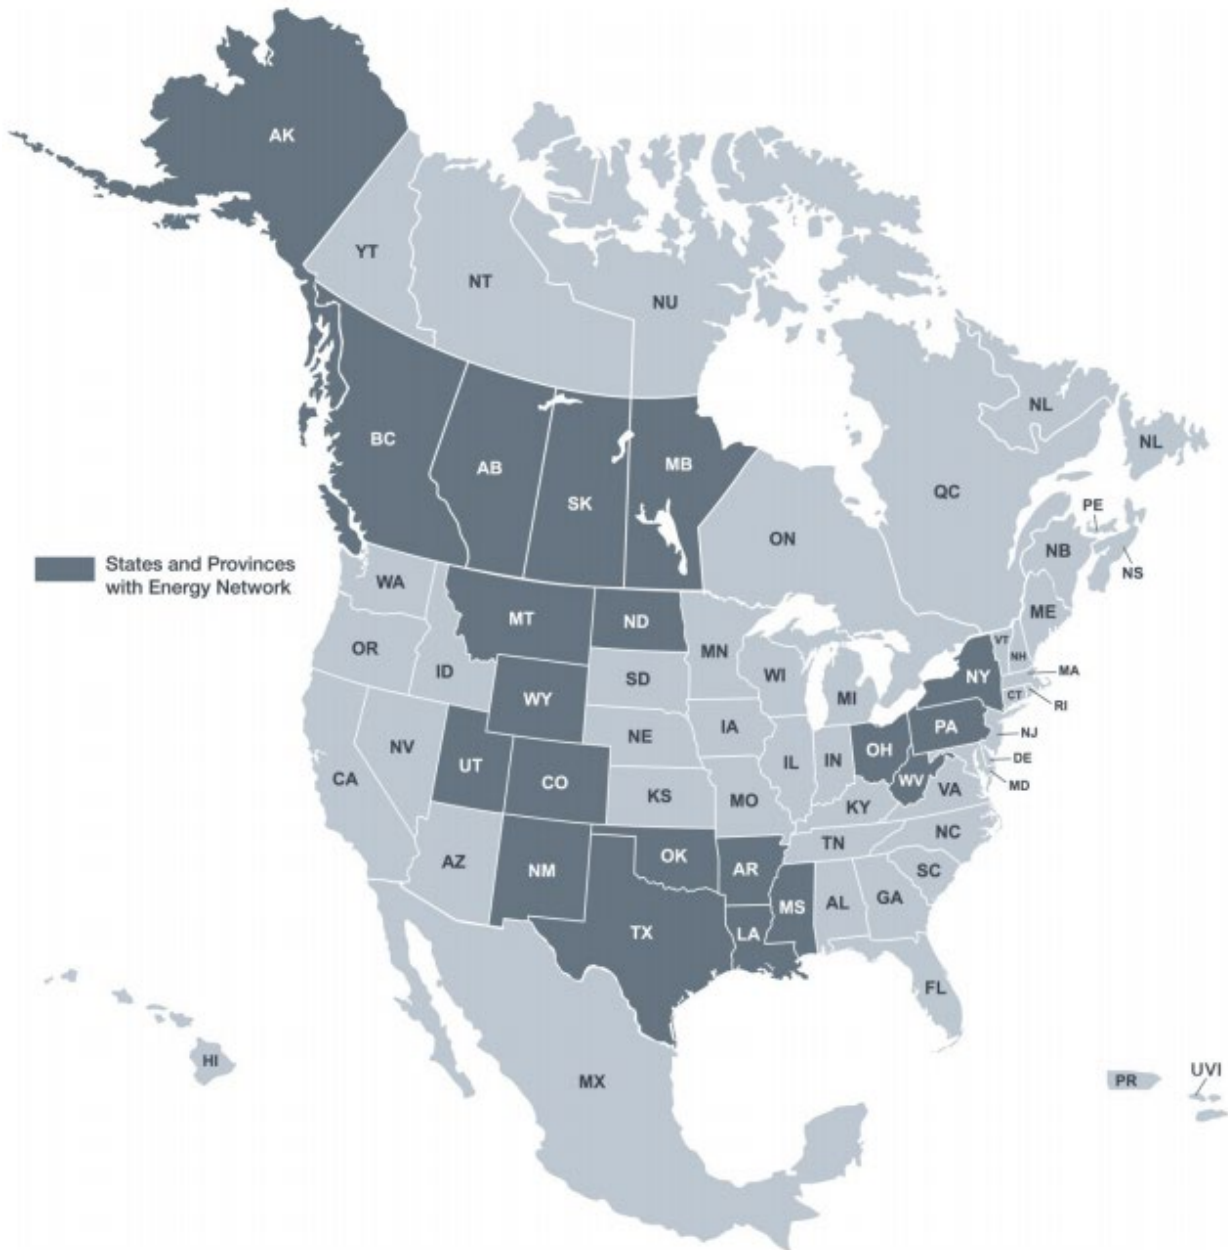 AK
YT
NT
NU
BC
AB
SK
MB
ON
QC
NL
NL
PE
NB
NS
States and Provinces
with Energy Network
WA
MT
ND
MN
ME
VT
NH
MA
OR
ID
WY
SD
WI
MI
NY
CT
RI
NV
UT
CO
NE
IA
IL
IN
OH
PA
NJ
DE
MD
CA
KS
MO
KY
WV
VA
AZ
NM
OK
AR
TN
NC
SC
TX
LA
MS
AL
GA
FL
HI
MX
PR
UVI